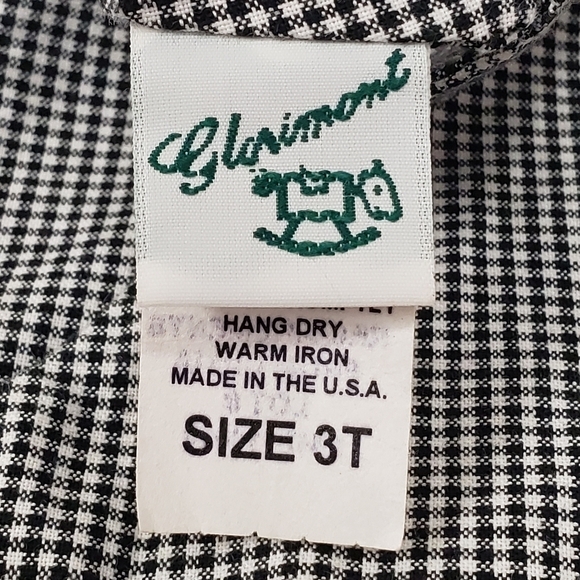 Glorimont
HANG DRY
WARM IRON
MADE IN THE U.S.A.
SIZE 3T